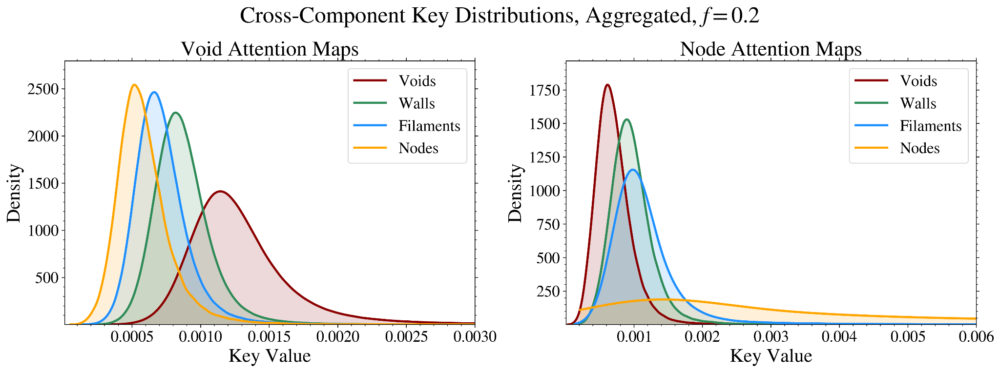 Cross-Component Key Distributions, Aggregated, f=0.2
Void Attention Maps
Density
2500
2000
1500
1000
500
Voids
Walls
Filaments
Nodes
0.0005 0.0010 0.0015 0.0020 0.0025 0.0030
Key Value
Node Attention Maps
Density
1750
1500
1250
1000
750
500
250
Voids
Walls
Filaments
Nodes
0.001 0.002 0.003 0.004 0.005 0.006
Key Value